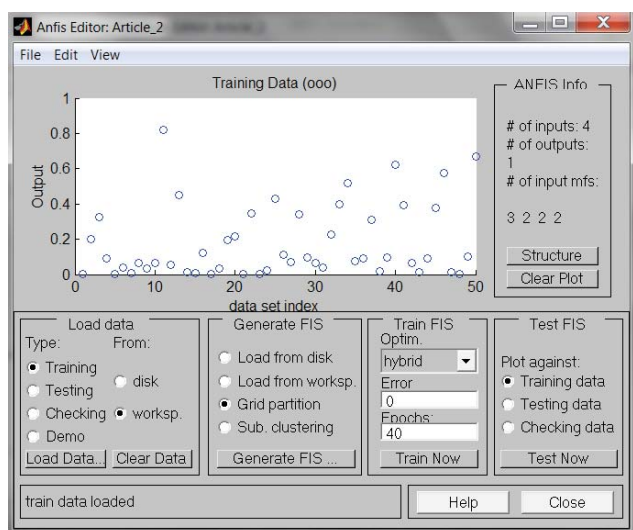 Anfis Editor: Article_2
File Edit View
Training Data (ooo)
ANFIS Info
1
0.8
0.6
0.4
0.2
0
Output
0 10 20 30 40 50
data set index
# of inputs: 4
# of outputs:
1
# of input mfs:
3 2 2 2
Structure
Clear Plot
Load data
Type: From:
Training
Testing
Checking
Demo
disk
worksp.
Load Data... Clear Data
Generate FIS
Load from disk
Load from worksp.
Grid partition
Sub. clustering
Generate FIS ...
Train FIS
Optim.
hybrid
Error
0
Epochs:
40
Train Now
Test FIS
Plot against:
Training data
Testing data
Checking data
Test Now
train data loaded
Help Close